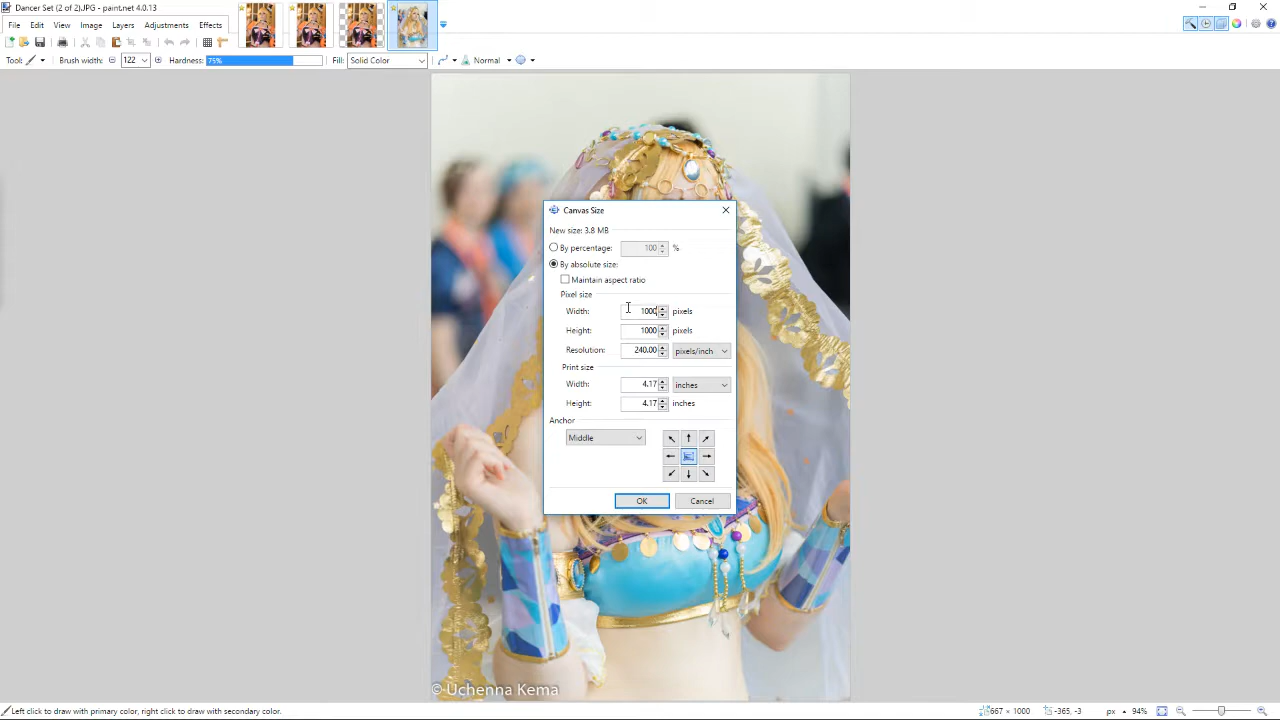 Dancer Set (2 of 2).JPG - paint.net 4.0.13
File Edit View Image Layers Adjustments Effects
Tool: Brush width: 122 Hardness: 75% Fill: Solid Color Normal
Canvas Size
New size: 3.8 MB
By percentage: 100 %
By absolute size:
Maintain aspect ratio
Pixel size
Width: 1000 pixels
Height: 1000 pixels
Resolution: 240.00 pixels/inch
Print size
Width: 4.17 inches
Height: 4.17 inches
Anchor
Middle
OK Cancel
© Uchenna Kema
Left click to draw with primary color, right click to draw with secondary color. 667 × 1000 -365, -3 px 94%